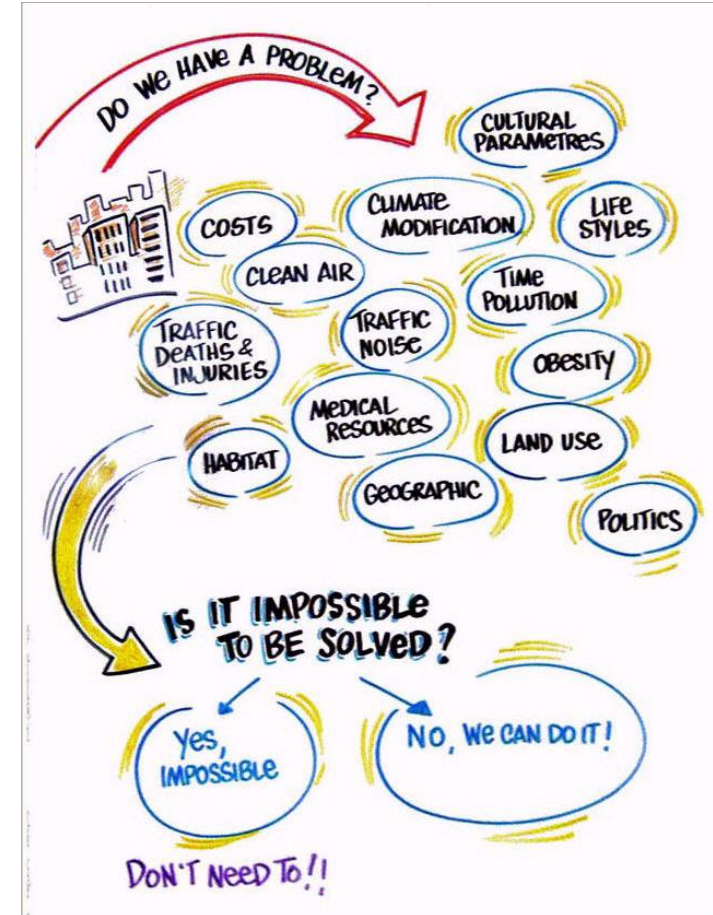 DO WE HAVE A PROBLEM?
CULTURAL
PARAMETRES
COSTS
CLIMATE
MODIFICATION
LIFE
STYLES
CLEAN AIR
TIME
POLLUTION
TRAFFIC
DEATHS &
INJURIES
TRAFFIC
NOISE
OBESITY
MEDICAL
RESOURCES
LAND USE
HABITAT
GEOGRAPHIC
POLITICS
IS IT IMPOSSIBLE
TO BE SOLVED?
Yes,
IMPOSSIBLE
NO, WE CAN DO IT!
DON'T NEED TO!!